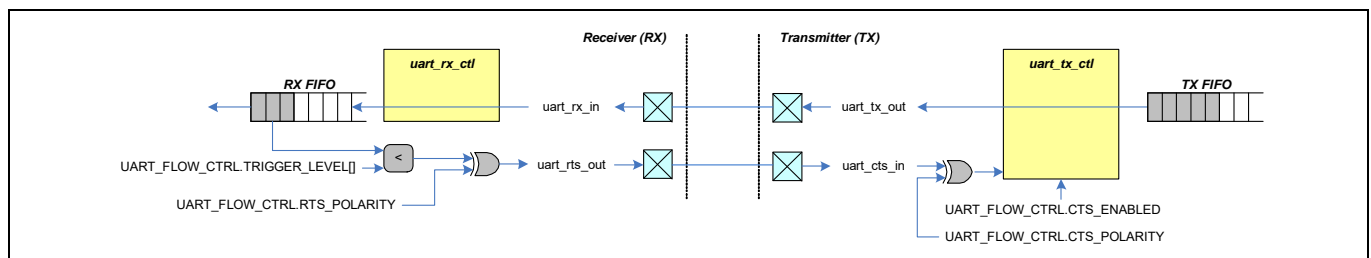 Receiver (RX)
Transmitter (TX)
uart_rx_ctl
uart_tx_ctl
RX FIFO
TX FIFO
uart_rx_in
uart_tx_out
<
UART_FLOW_CTRL.TRIGGER_LEVEL[]
uart_rts_out
uart_cts_in
UART_FLOW_CTRL.RTS_POLARITY
UART_FLOW_CTRL.CTS_ENABLED
UART_FLOW_CTRL.CTS_POLARITY